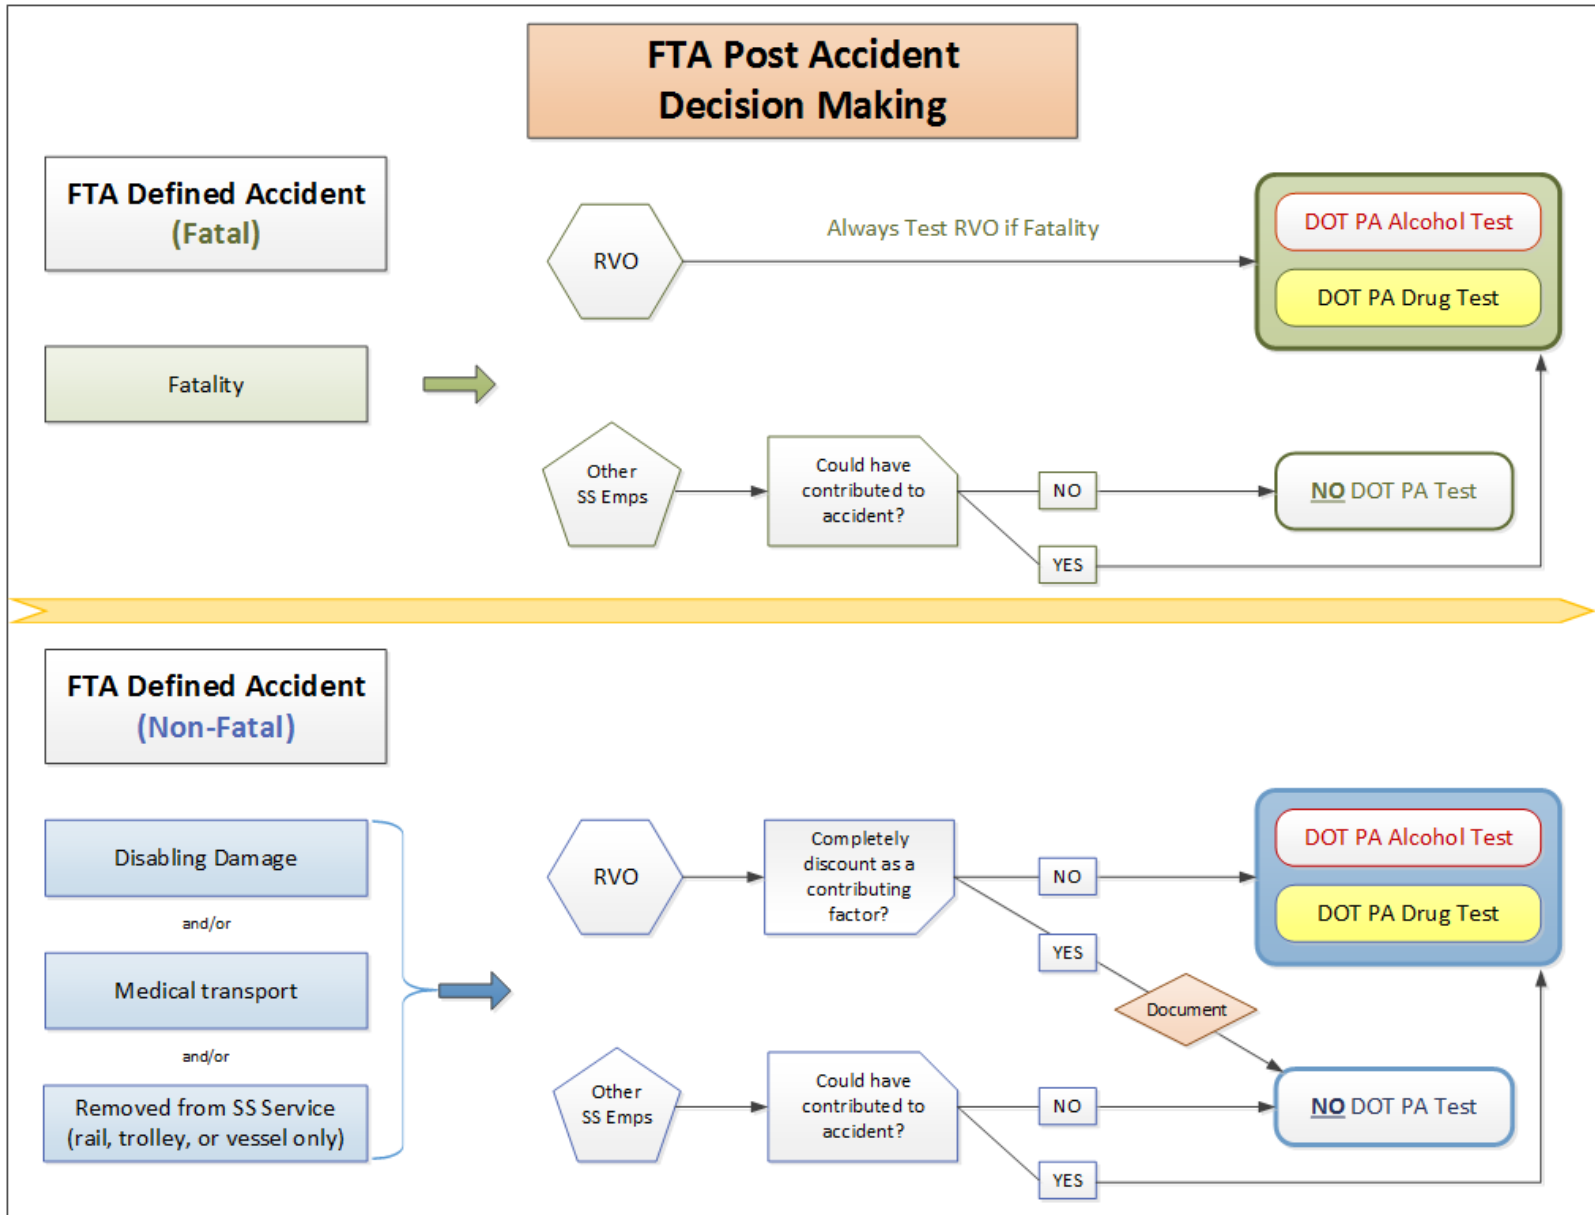 FTA Post Accident
Decision Making
FTA Defined Accident
(Fatal)
RVO
Always Test RVO if Fatality
DOT PA Alcohol Test
DOT PA Drug Test
Fatality
Other
SS Emps
Could have
contributed to
accident?
NO
NO DOT PA Test
YES
FTA Defined Accident
(Non-Fatal)
Disabling Damage
and/or
Medical transport
and/or
Removed from SS Service
(rail, trolley, or vessel only)
RVO
Completely
discount as a
contributing
factor?
NO
YES
Document
DOT PA Alcohol Test
DOT PA Drug Test
Other
SS Emps
Could have
contributed to
accident?
NO
NO DOT PA Test
YES